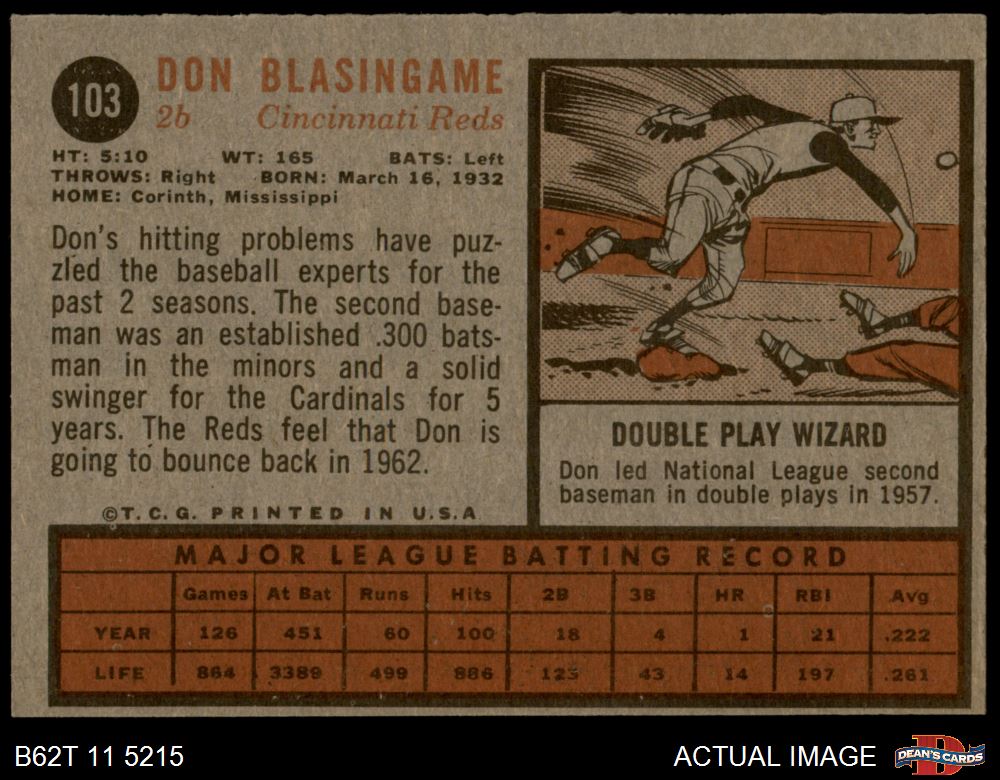 103
DON BLASINGAME
2b Cincinnati Reds
HT: 5:10 WT: 165 BATS: Left
THROWS: Right BORN: March 16, 1932
HOME: Corinth, Mississippi
Don's hitting problems have puz-
zled the baseball experts for the
past 2 seasons. The second base-
man was an established .300 bats-
man in the minors and a solid
swinger for the Cardinals for 5
years. The Reds feel that Don is
going to bounce back in 1962.
©T.C.G. PRINTED IN U.S.A
DOUBLE PLAY WIZARD
Don led National League second
baseman in double plays in 1957.
MAJOR LEAGUE BATTING RECORD
Games At Bat Runs Hits 2B 3B HR RBI Avg
YEAR 126 451 60 100 18 4 1 21 .222
LIFE 864 3389 499 886 123 43 14 197 .261
B62T 11 5215
ACTUAL IMAGE
DEAN'S CARDS